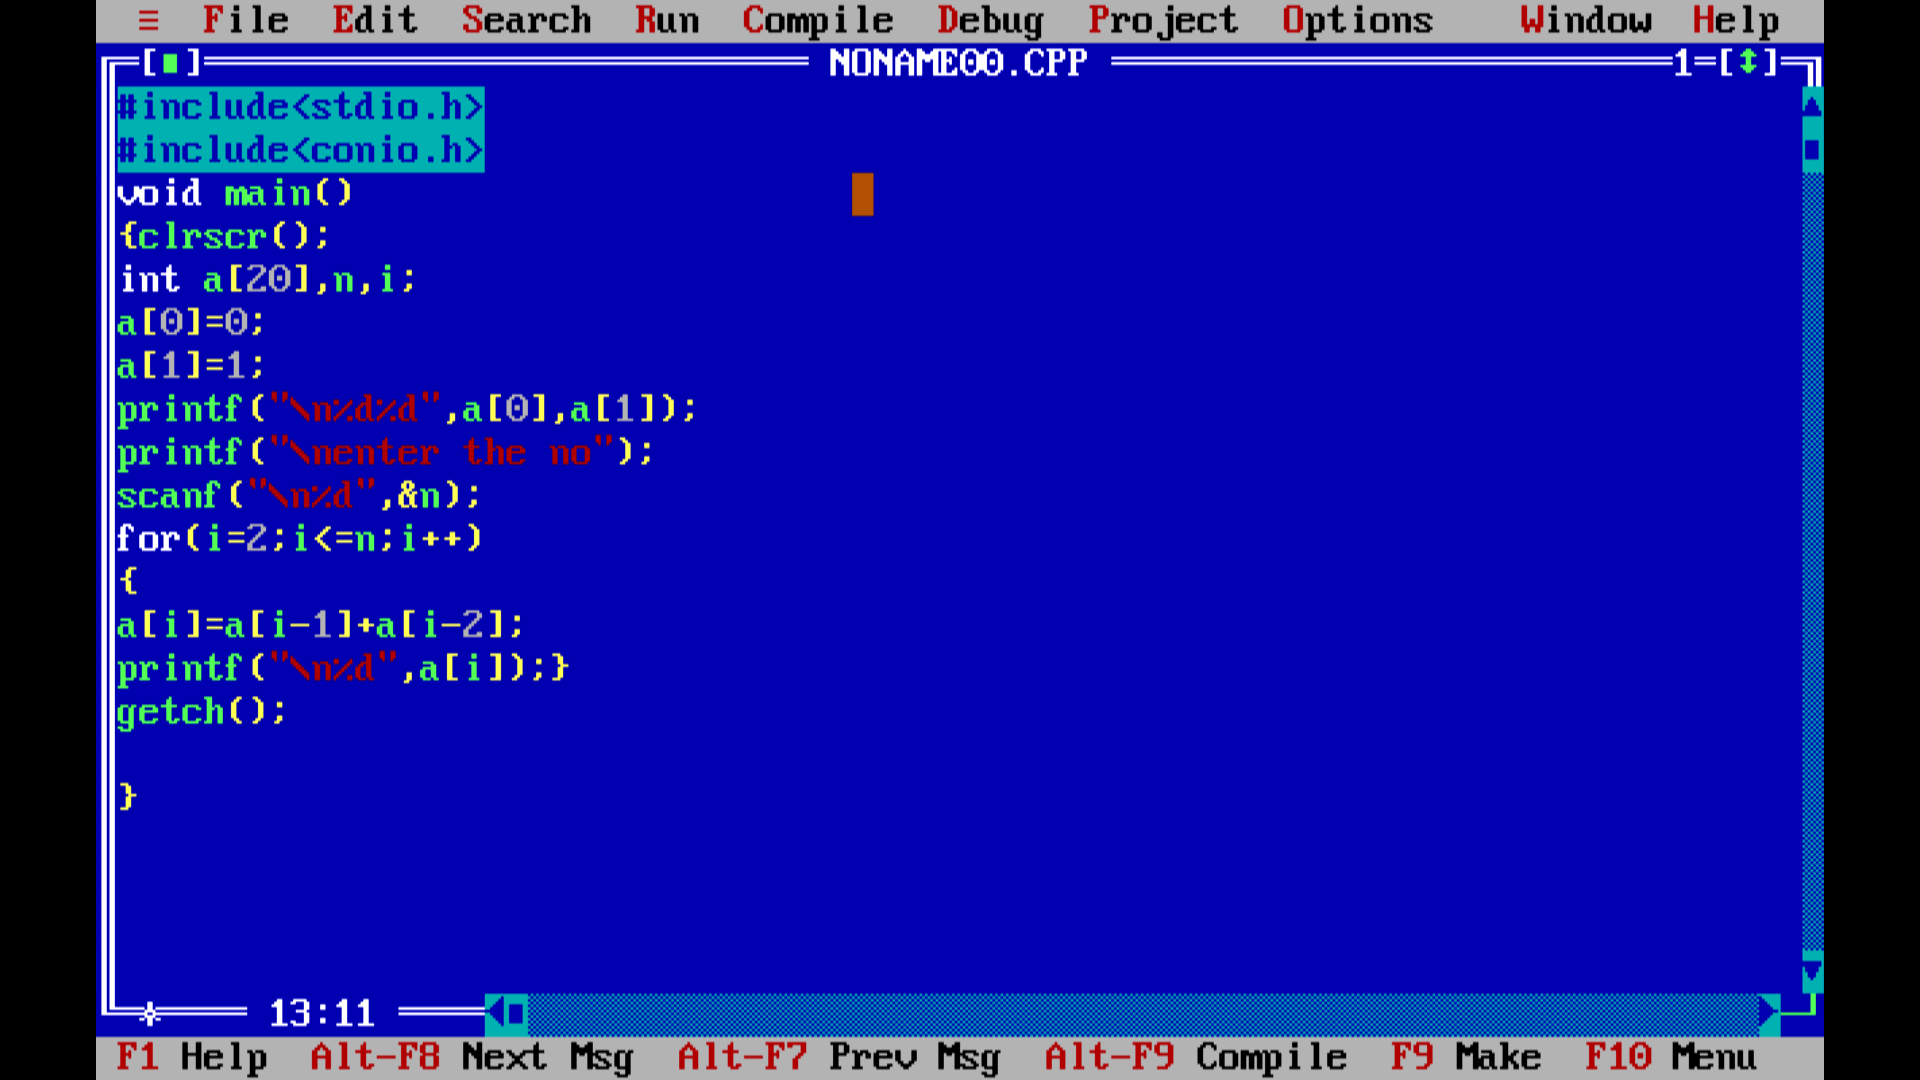 ≡ File Edit Search Run Compile Debug Project Options Window Help
[■] NONAME00.CPP 1=[↕]
#include<stdio.h>
#include<conio.h>
void main()
{clrscr();
int a[20],n,i;
a[0]=0;
a[1]=1;
printf("\n%d%d",a[0],a[1]);
printf("\nenter the no");
scanf("\n%d",&n);
for(i=2;i<=n;i++)
{
a[i]=a[i-1]+a[i-2];
printf("\n%d",a[i]);}
getch();
}
13:11
F1 Help Alt-F8 Next Msg Alt-F7 Prev Msg Alt-F9 Compile F9 Make F10 Menu